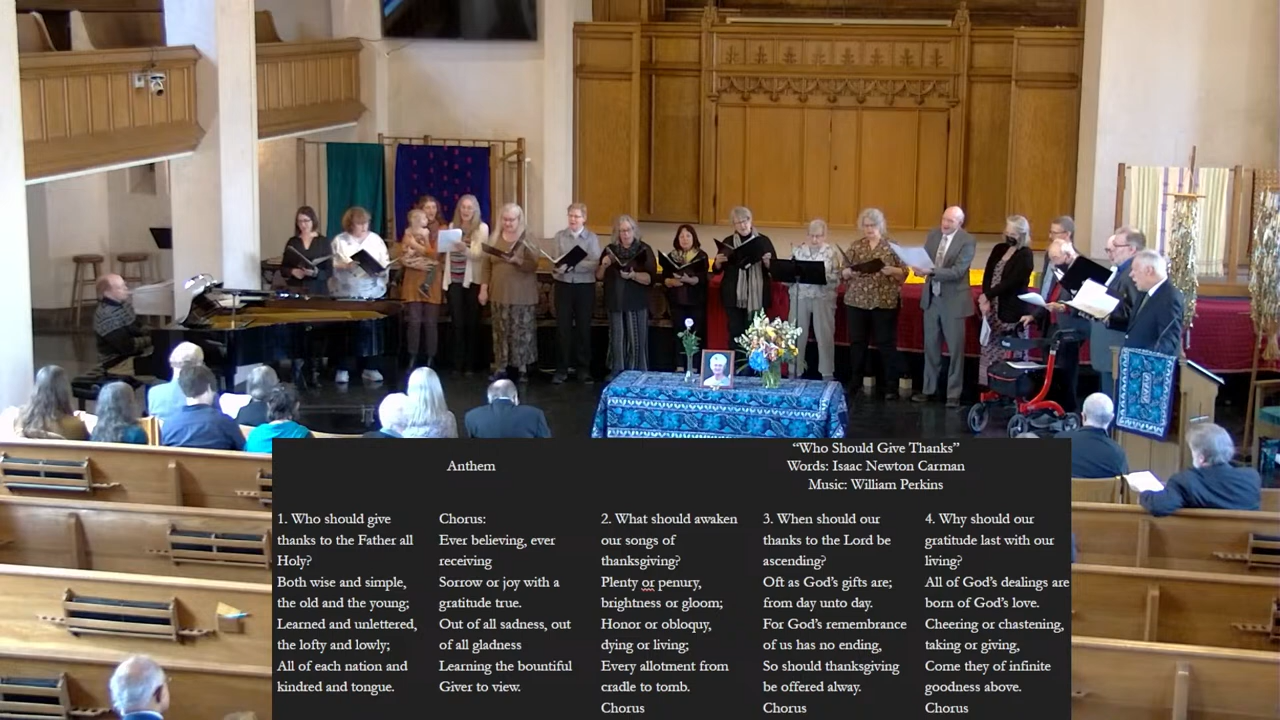 Anthem
“Who Should Give Thanks”
Words: Isaac Newton Carman
Music: William Perkins
1. Who should give
thanks to the Father all
Holy?
Both wise and simple,
the old and the young;
Learned and unlettered,
the lofty and lowly;
All of each nation and
kindred and tongue.
Chorus:
Ever believing, ever
receiving
Sorrow or joy with a
gratitude true.
Out of all sadness, out
of all gladness
Learning the bountiful
Giver to view.
2. What should awaken
our songs of
thanksgiving?
Plenty or penury,
brightness or gloom;
Honor or obloquy,
dying or living;
Every allotment from
cradle to tomb.
Chorus
3. When should our
thanks to the Lord be
ascending?
Oft as God’s gifts are;
from day unto day.
For God’s remembrance
of us has no ending,
So should thanksgiving
be offered alway.
Chorus
4. Why should our
gratitude last with our
living?
All of God’s dealings are
born of God’s love.
Cheering or chastening,
taking or giving,
Come they of infinite
goodness above.
Chorus